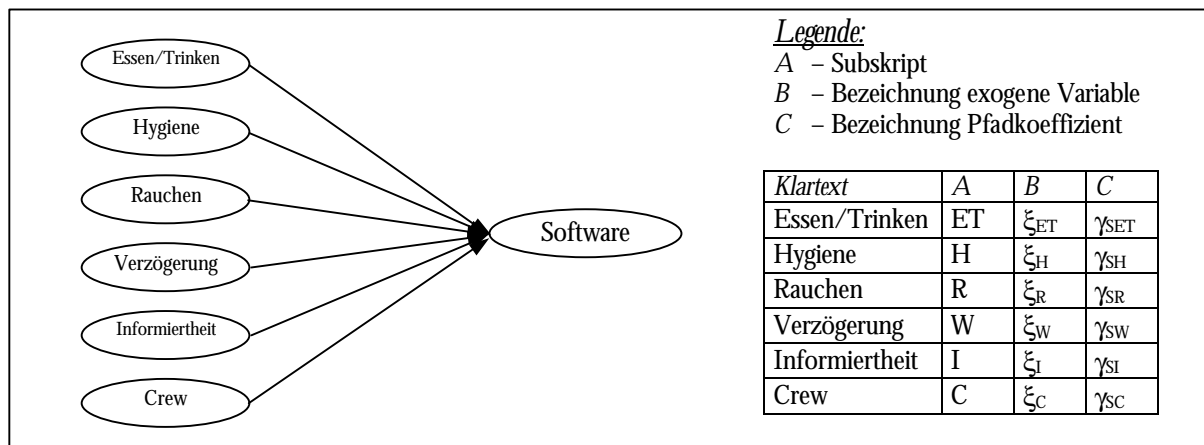 Essen/Trinken
Hygiene
Rauchen
Verzögerung
Informiertheit
Crew
Software
Legende:
A – Subskript
B – Bezeichnung exogene Variable
C – Bezeichnung Pfadkoeffizient
Klartext A B C
Essen/Trinken ET ξET γSET
Hygiene H ξH γSH
Rauchen R ξR γSR
Verzögerung W ξW γSW
Informiertheit I ξI γSI
Crew C ξC γSC